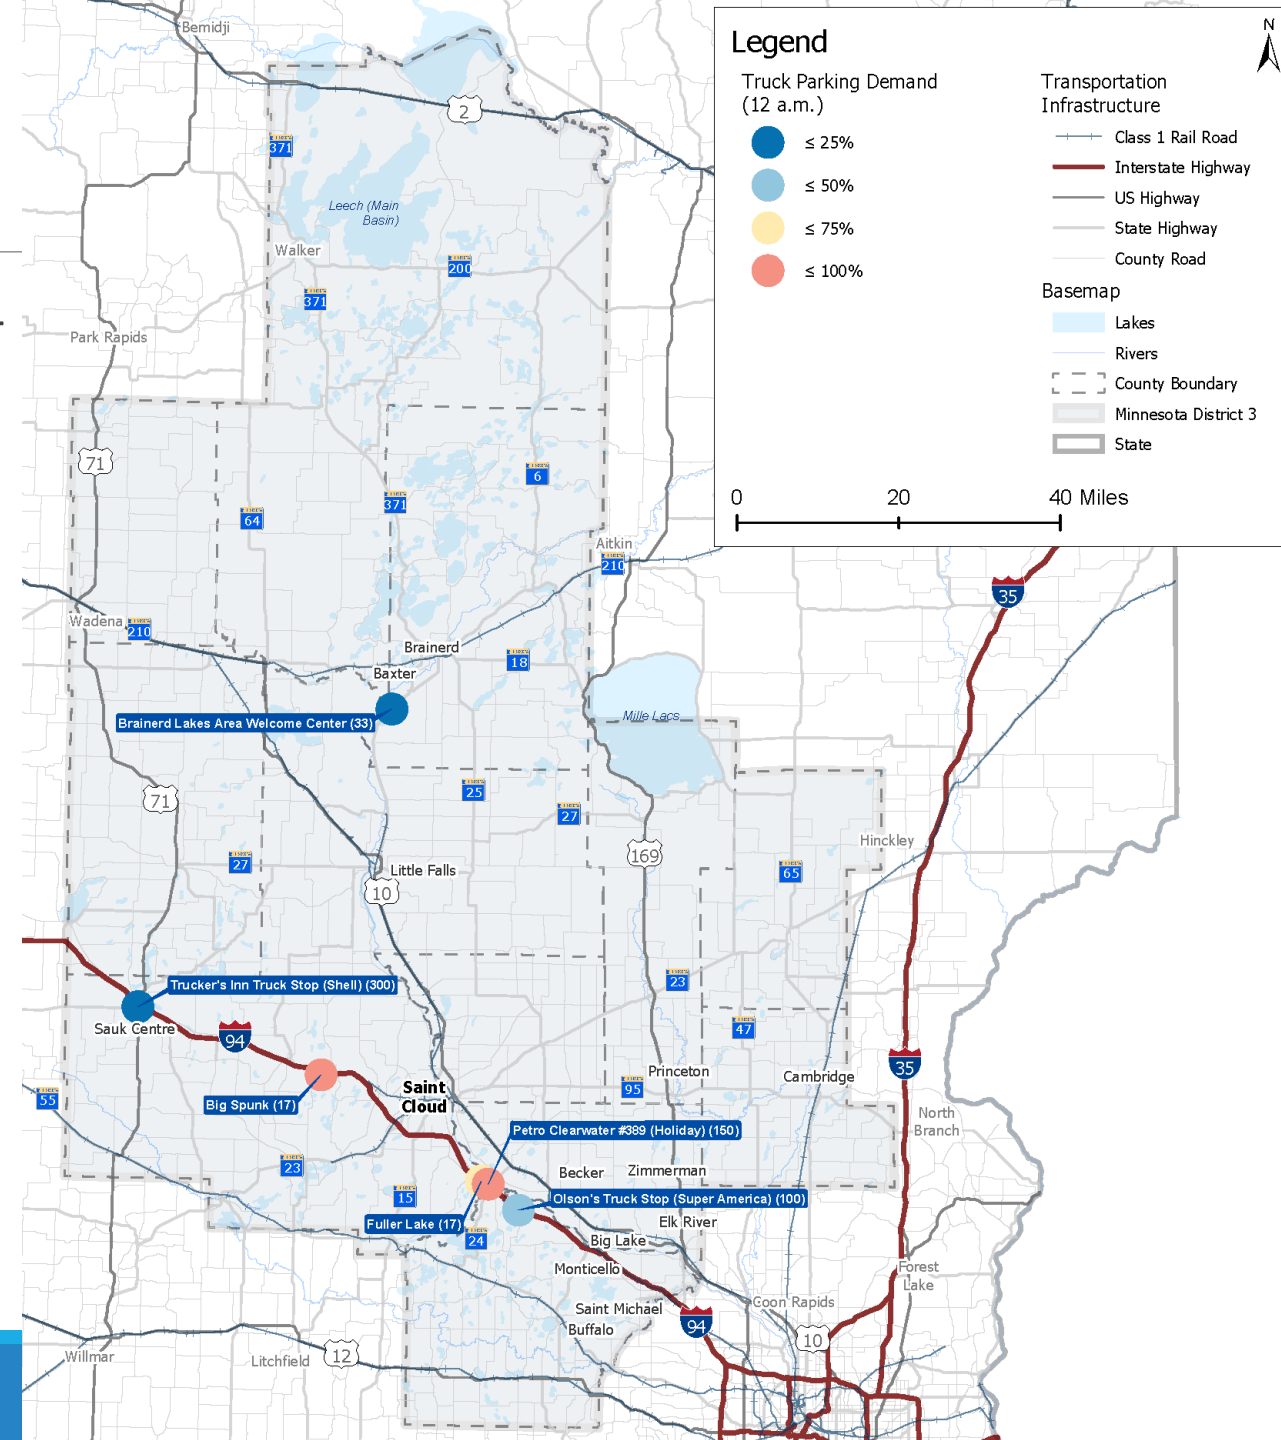 Legend
N
Truck Parking Demand
(12 a.m.)
≤ 25%
≤ 50%
≤ 75%
≤ 100%
Transportation
Infrastructure
Class 1 Rail Road
Interstate Highway
US Highway
State Highway
County Road
Basemap
Lakes
Rivers
County Boundary
Minnesota District 3
State
0
20
40 Miles
Bemidji
2
371
Leech (Main
Basin)
Walker
200
371
Park Rapids
71
6
371
64
Aitkin
210
35
Wadena
210
Brainerd
18
Baxter
Brainerd Lakes Area Welcome Center (33)
Mille Lacs
71
25
27
Hinckley
169
27
65
Little Falls
10
23
Trucker's Inn Truck Stop (Shell) (300)
Sauk Centre
94
47
35
Princeton
Cambridge
95
Saint
Cloud
55
Big Spunk (17)
North
Branch
Petro Clearwater #389 (Holiday) (150)
23
Becker
Zimmerman
15
Olson's Truck Stop (Super America) (100)
Fuller Lake (17)
Elk River
24
Big Lake
Monticello
Forest
Lake
Saint Michael
Coon Rapids
94
Buffalo
10
Willmar
Litchfield
12